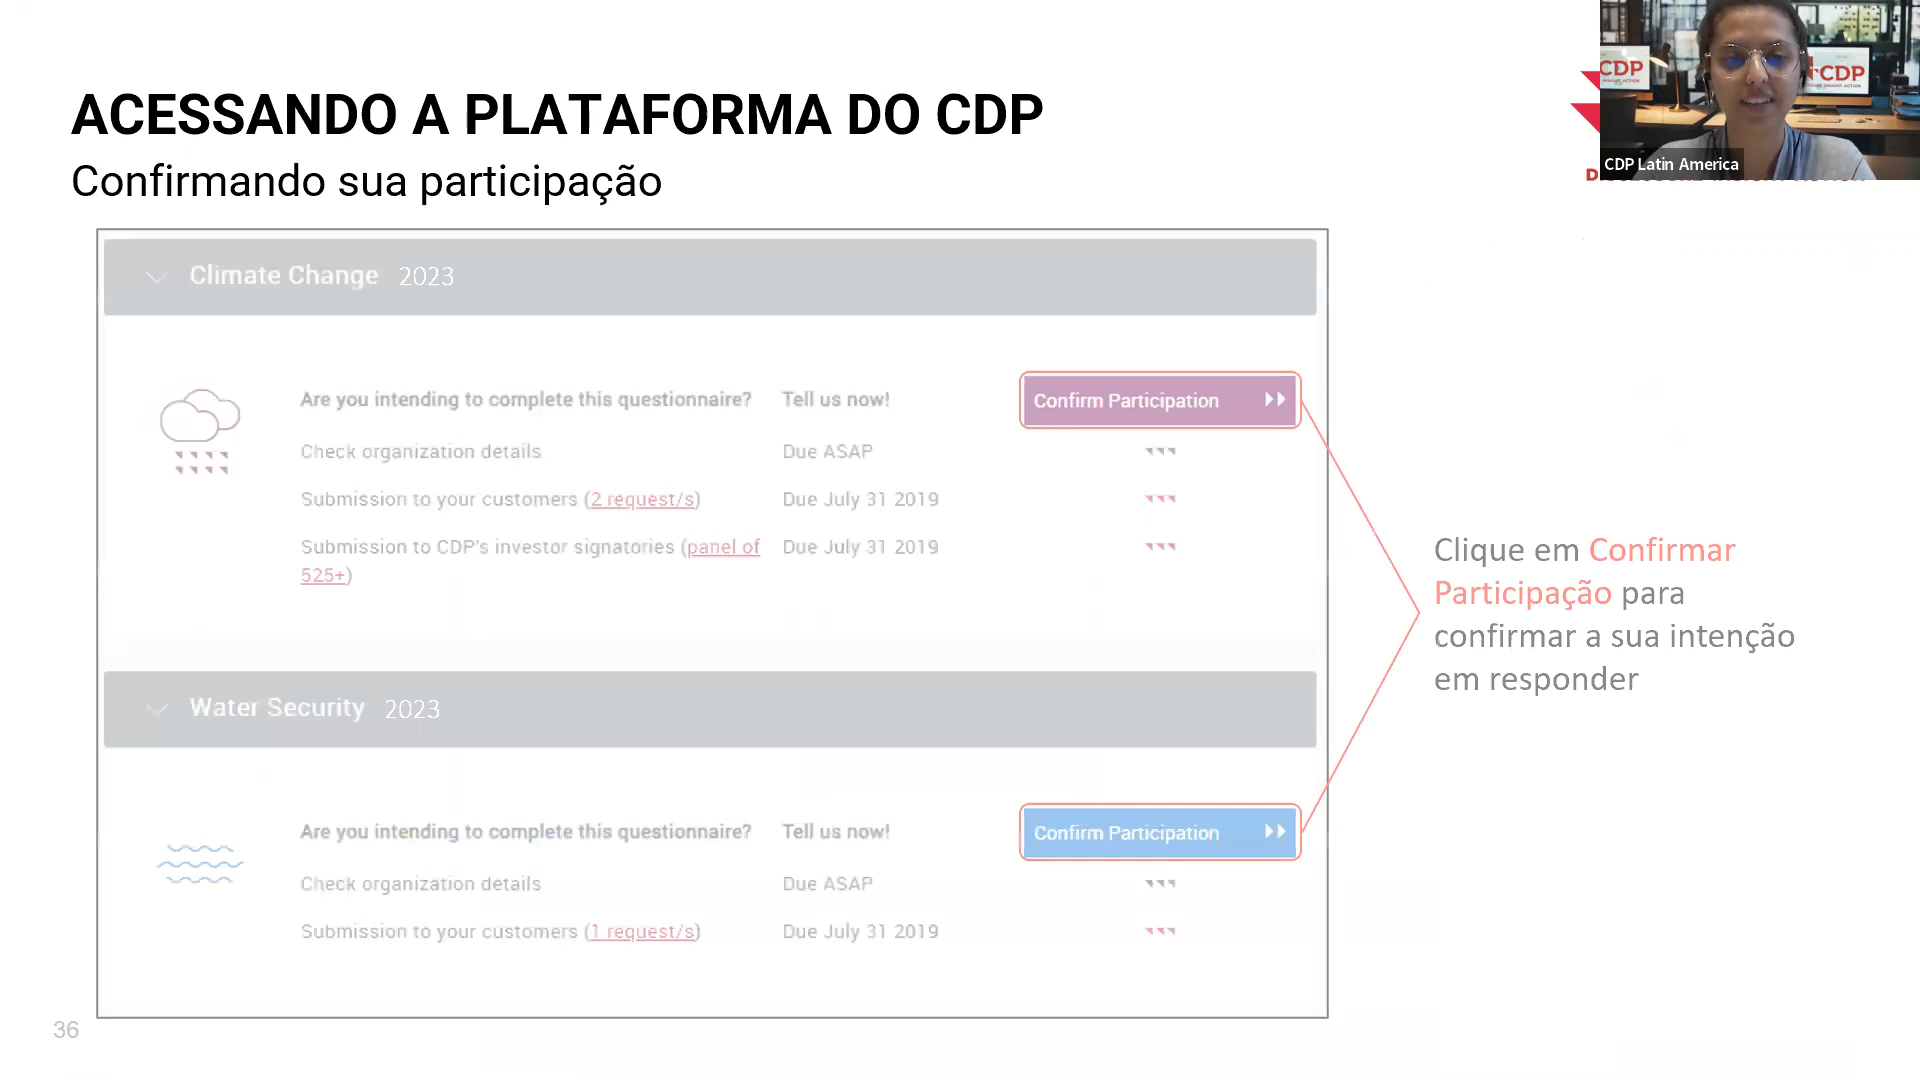 ACESSANDO A PLATAFORMA DO CDP
Confirmando sua participação
CDP
CDP
CDP Latin America
Climate Change 2023
Are you intending to complete this questionnaire? Tell us now! Confirm Participation
Check organization details Due ASAP
Submission to your customers (2 request/s) Due July 31 2019
Submission to CDP's investor signatories (panel of Due July 31 2019
525+)
Clique em Confirmar
Participação para
confirmar a sua intenção
em responder
Water Security 2023
Are you intending to complete this questionnaire? Tell us now! Confirm Participation
Check organization details Due ASAP
Submission to your customers (1 request/s) Due July 31 2019
36